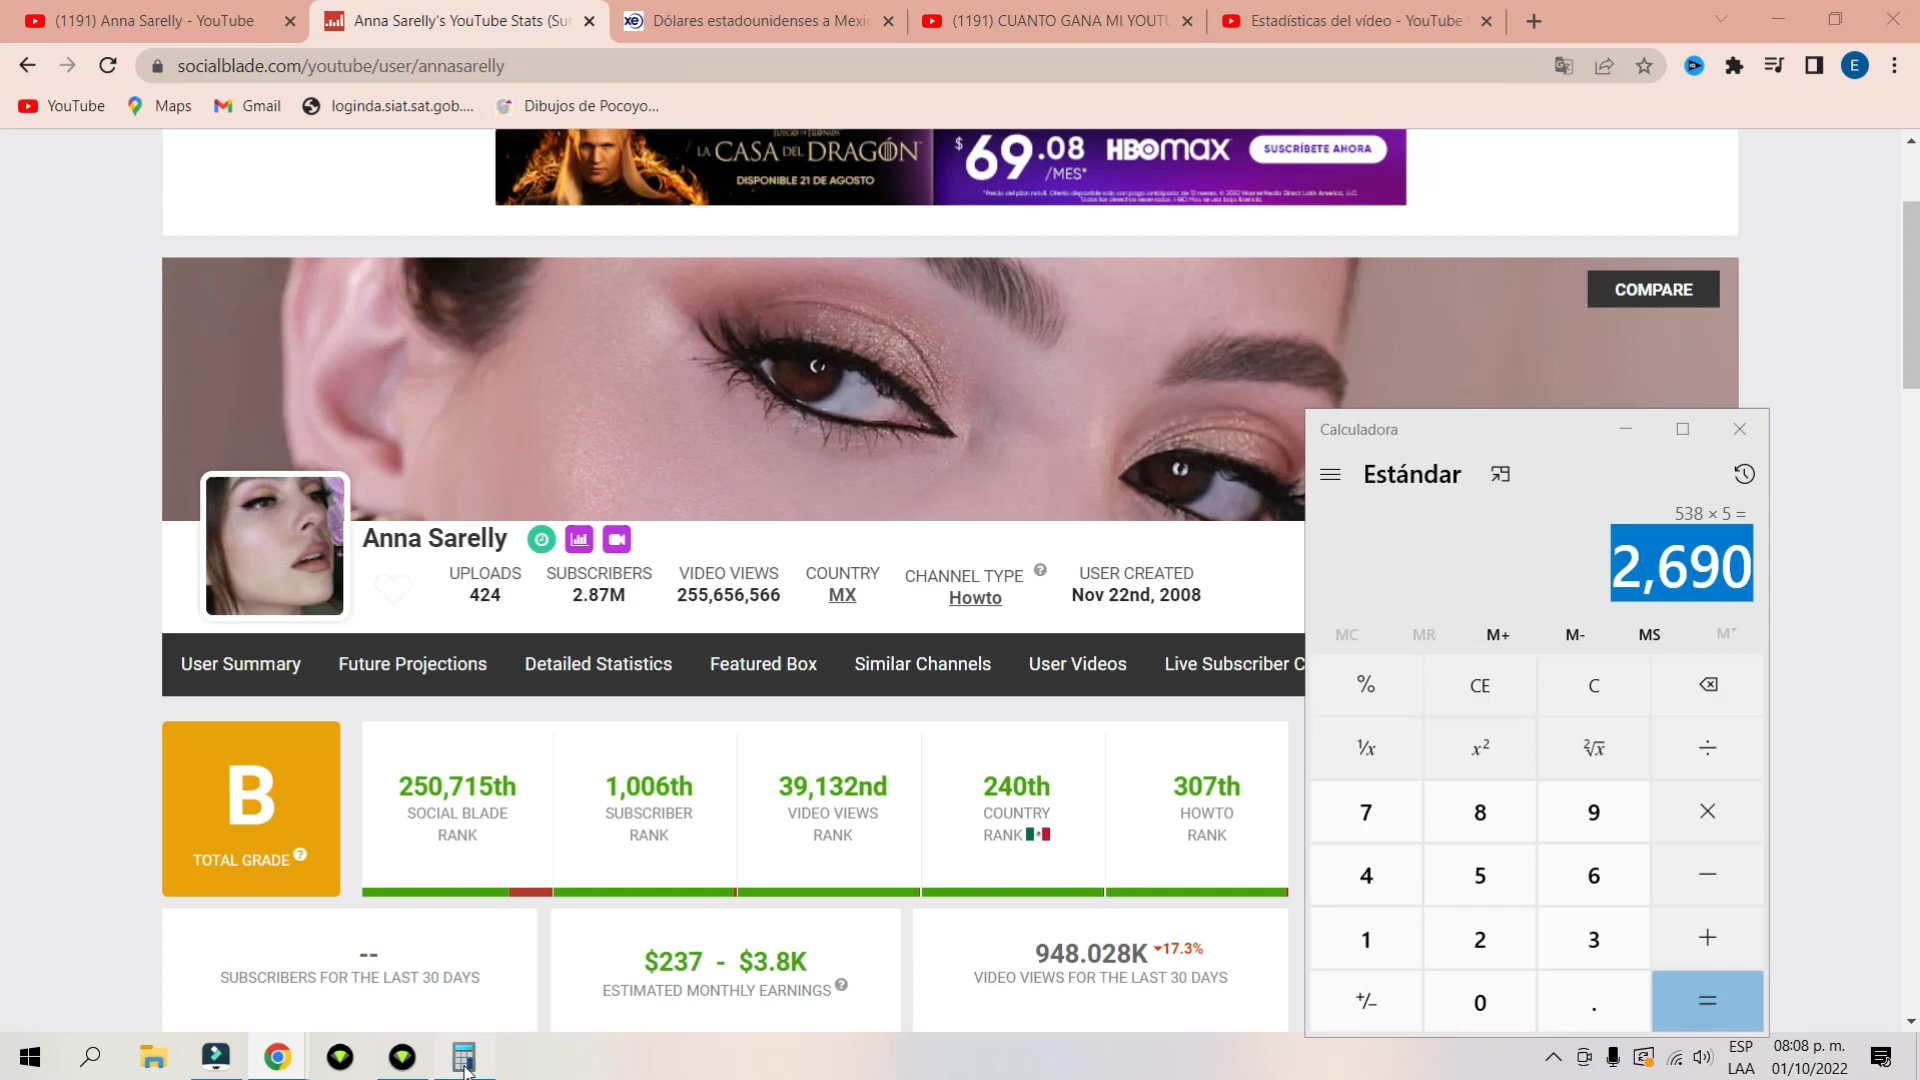 (1191) Anna Sarelly - YouTube
Anna Sarelly's YouTube Stats (Su
Dólares estadounidenses a Mexic
(1191) CUANTO GANA MI YOUTU
Estadísticas del vídeo - YouTube
socialblade.com/youtube/user/annasarelly
E
YouTube
Maps
Gmail
loginda.siat.sat.gob....
Dibujos de Pocoyo...
LA CASA DEL DRAGÓN
DISPONIBLE 21 DE AGOSTO
$69.08 /MES*
HBOMAX
SUSCRÍBETE AHORA
COMPARE
Anna Sarelly
UPLOADS
424
SUBSCRIBERS
2.87M
VIDEO VIEWS
255,656,566
COUNTRY
MX
CHANNEL TYPE
Howto
USER CREATED
Nov 22nd, 2008
User Summary
Future Projections
Detailed Statistics
Featured Box
Similar Channels
User Videos
Live Subscriber C
B
TOTAL GRADE
250,715th
SOCIAL BLADE
RANK
1,006th
SUBSCRIBER
RANK
39,132nd
VIDEO VIEWS
RANK
240th
COUNTRY
RANK
307th
HOWTO
RANK
--
SUBSCRIBERS FOR THE LAST 30 DAYS
$237 - $3.8K
ESTIMATED MONTHLY EARNINGS
948.028K 17.3%
VIDEO VIEWS FOR THE LAST 30 DAYS
Calculadora
Estándar
538 × 5 =
2,690
MC MR M+ M- MS M˅
% CE C
¹/x x² ²√x ÷
7 8 9 ×
4 5 6 −
1 2 3 +
+/− 0 . =
ESP
LAA
08:08 p. m.
01/10/2022